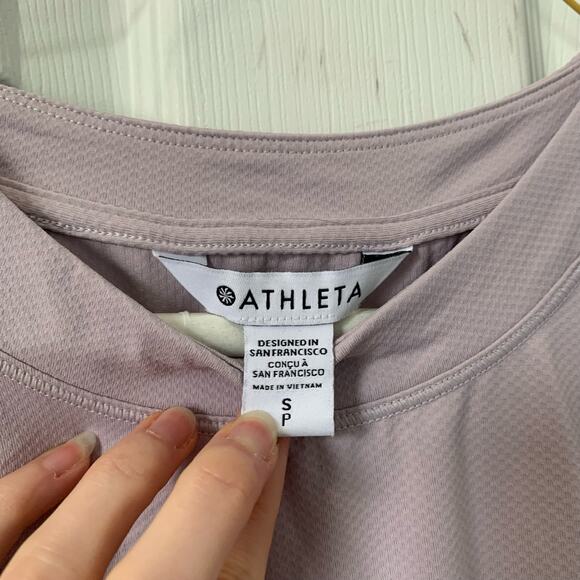 ATHLETA
DESIGNED IN
SAN FRANCISCO
CONÇU À
SAN FRANCISCO
MADE IN VIETNAM
S
P